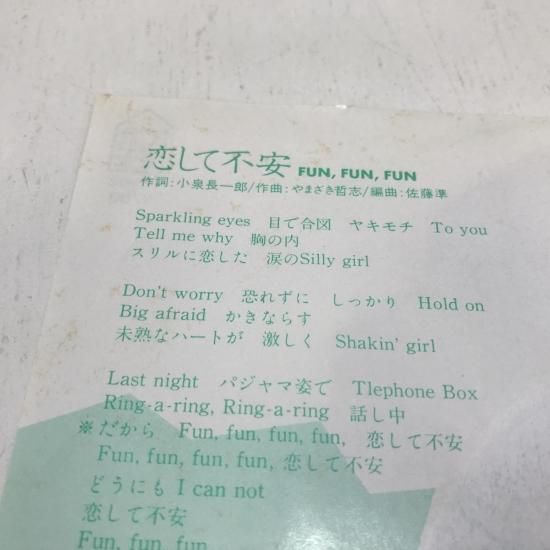 恋して不安 FUN, FUN, FUN
作詞:小泉長一郎/作曲:やまざき哲志/編曲:佐藤準
Sparkling eyes 目で合図 ヤキモチ To you
Tell me why 胸の内
スリルに恋した 涙のSilly girl
Don't worry 恐れずに しっかり Hold on
Big afraid かきならす
未熟なハートが 激しく Shakin' girl
Last night パジャマ姿で Tlephone Box
Ring-a-ring, Ring-a-ring 話し中
※だから Fun, fun, fun, fun, 恋して不安
Fun, fun, fun, fun, 恋して不安
どうにも I can not
恋して不安
Fun, fun, fun